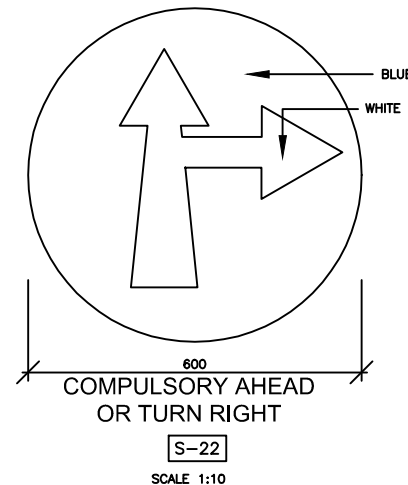 BLUE
WHITE
600
COMPULSORY AHEAD
OR TURN RIGHT
S-22
SCALE 1:10